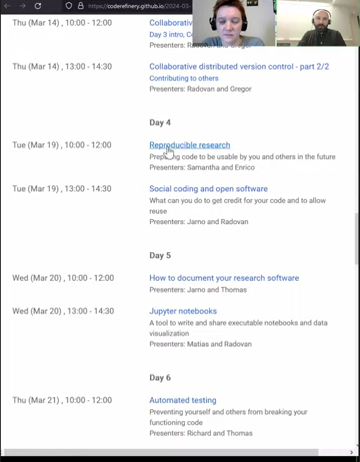 https://coderefinery.github.io/2024-03-
Thu (Mar 14) , 10:00 - 12:00
Collaborative
Day 3 intro, C
Presenters: Radovan
Thu (Mar 14) , 13:00 - 14:30
Collaborative distributed version control - part 2/2
Contributing to others
Presenters: Radovan and Gregor
Day 4
Tue (Mar 19) , 10:00 - 12:00
Reproducible research
Preparing code to be usable by you and others in the future
Presenters: Samantha and Enrico
Tue (Mar 19) , 13:00 - 14:30
Social coding and open software
What can you do to get credit for your code and to allow
reuse
Presenters: Jarno and Radovan
Day 5
Wed (Mar 20) , 10:00 - 12:00
How to document your research software
Presenters: Jarno and Thomas
Wed (Mar 20) , 13:00 - 14:30
Jupyter notebooks
A tool to write and share executable notebooks and data
visualization
Presenters: Matias and Radovan
Day 6
Thu (Mar 21) , 10:00 - 12:00
Automated testing
Preventing yourself and others from breaking your
functioning code
Presenters: Richard and Thomas